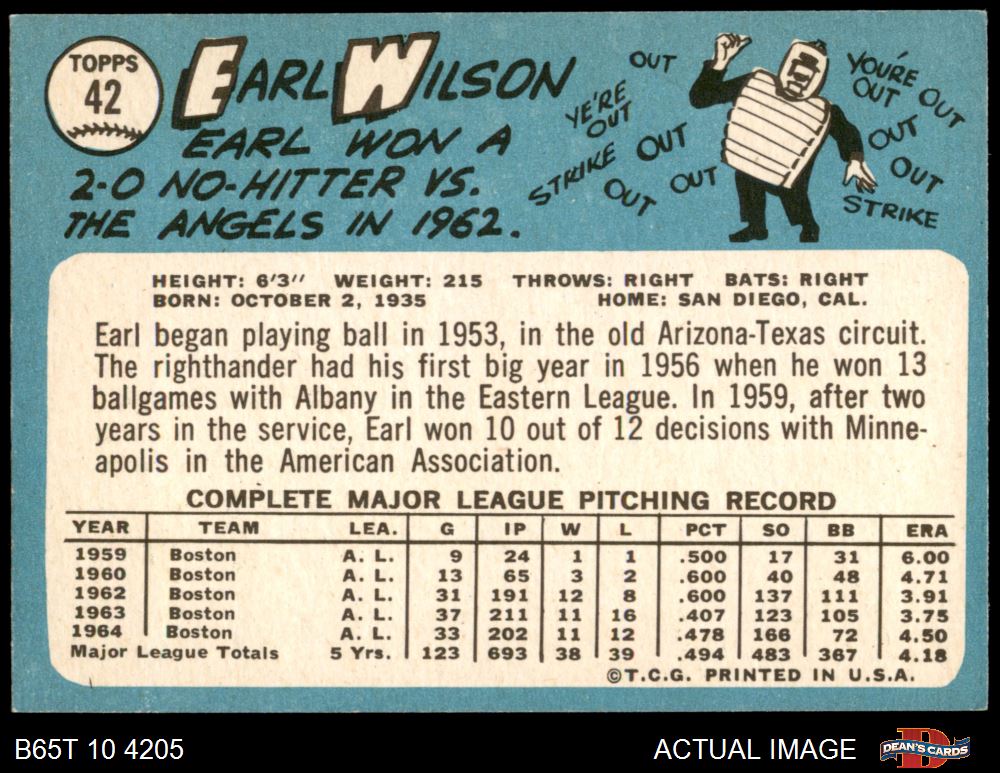 TOPPS
42
EARL WILSON
EARL WON A
2-0 NO-HITTER VS.
THE ANGELS IN 1962.
OUT
YE'RE
OUT
STRIKE
OUT
OUT
OUT
YOU'RE
OUT
OUT
OUT
OUT
STRIKE
HEIGHT: 6'3" WEIGHT: 215 THROWS: RIGHT BATS: RIGHT
BORN: OCTOBER 2, 1935 HOME: SAN DIEGO, CAL.
Earl began playing ball in 1953, in the old Arizona-Texas circuit.
The righthander had his first big year in 1956 when he won 13
ballgames with Albany in the Eastern League. In 1959, after two
years in the service, Earl won 10 out of 12 decisions with Minne-
apolis in the American Association.
COMPLETE MAJOR LEAGUE PITCHING RECORD
YEAR TEAM LEA. G IP W L PCT SO BB ERA
1959 Boston A. L. 9 24 1 1 .500 17 31 6.00
1960 Boston A. L. 13 65 3 2 .600 40 48 4.71
1962 Boston A. L. 31 191 12 8 .600 137 111 3.91
1963 Boston A. L. 37 211 11 16 .407 123 105 3.75
1964 Boston A. L. 33 202 11 12 .478 166 72 4.50
Major League Totals 5 Yrs. 123 693 38 39 .494 483 367 4.18
©T.C.G. PRINTED IN U.S.A.
B65T 10 4205 ACTUAL IMAGE DEAN'S CARDS